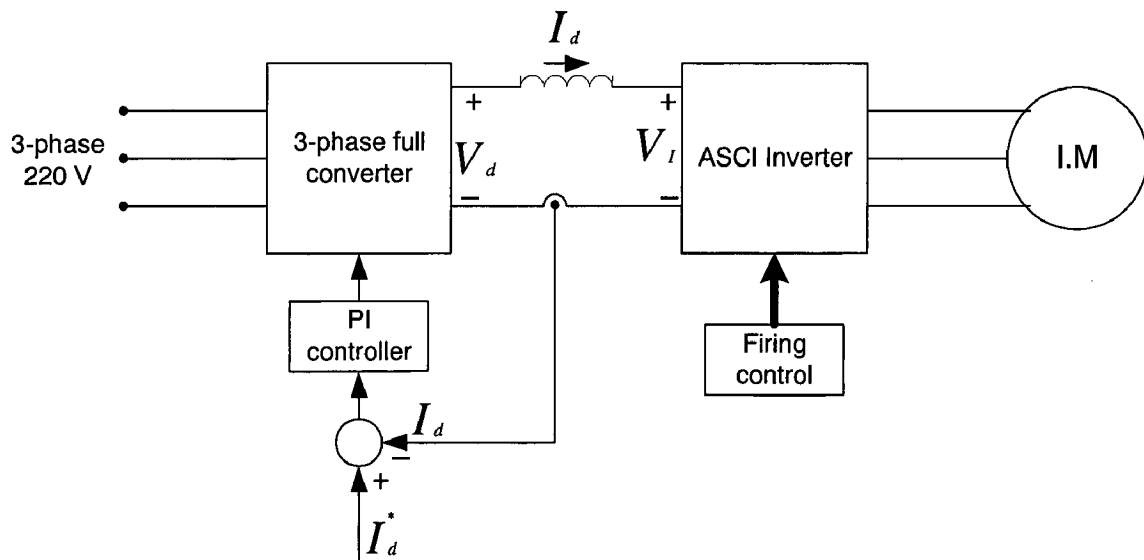 I_d
3-phase
220 V
3-phase full
converter
+
V_d
−
+
V_I
−
ASCI Inverter
I.M
PI
controller
Firing
control
I_d
−
+
I_d^*